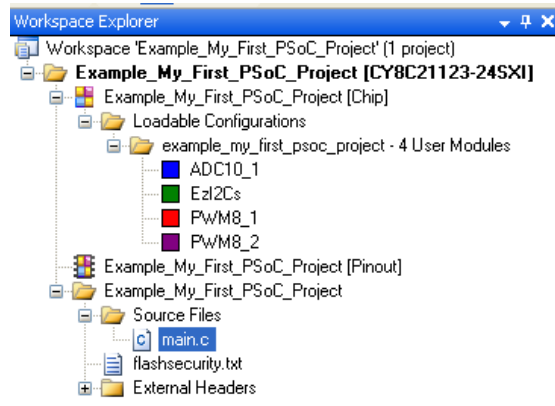 Workspace Explorer
Workspace 'Example_My_First_PSoC_Project' (1 project)
Example_My_First_PSoC_Project [CY8C21123-24SXI]
Example_My_First_PSoC_Project [Chip]
Loadable Configurations
example_my_first_psoc_project - 4 User Modules
ADC10_1
EzI2Cs
PWM8_1
PWM8_2
Example_My_First_PSoC_Project [Pinout]
Example_My_First_PSoC_Project
Source Files
main.c
flashsecurity.txt
External Headers